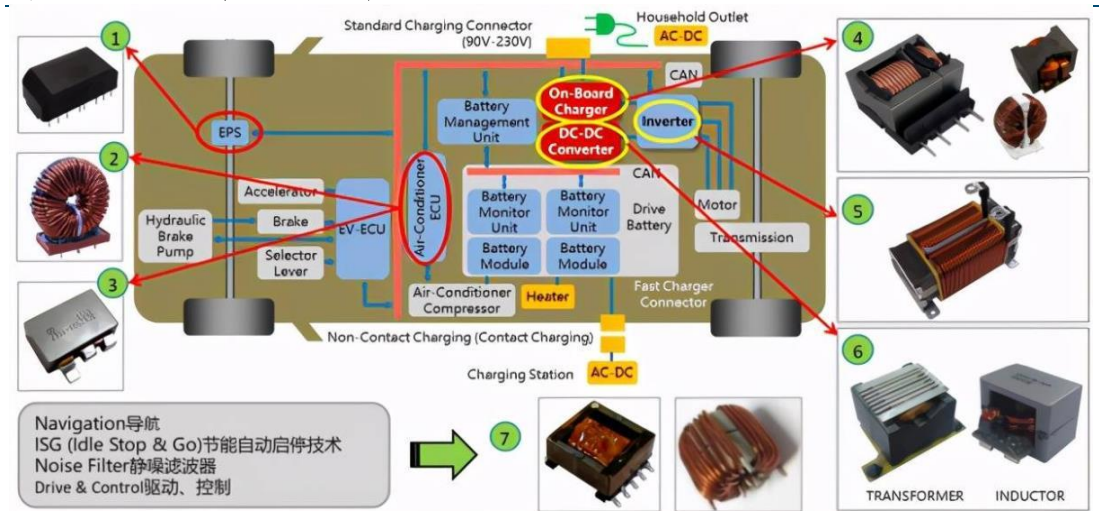 Standard Charging Connector
(90V-230V)
Household Outlet
AC-DC
1
2
3
4
5
6
7
EPS
CAN
On-Board
Charger
DC-DC
Converter
Inverter
Battery
Management
Unit
Air-Conditioner
ECU
Accelerator
Brake
Selector
Lever
EV-ECU
Hydraulic
Brake
Pump
CAN
Battery
Monitor
Unit
Battery
Monitor
Unit
Drive
Battery
Battery
Module
Battery
Module
Motor
Transmission
Air-Conditioner
Compressor
Heater
Fast Charger
Connector
Non-Contact Charging (Contact Charging)
Charging Station
AC-DC
Navigation导航
ISG (Idle Stop & Go)节能自动启停技术
Noise Filter静噪滤波器
Drive & Control驱动、控制
TRANSFORMER
INDUCTOR